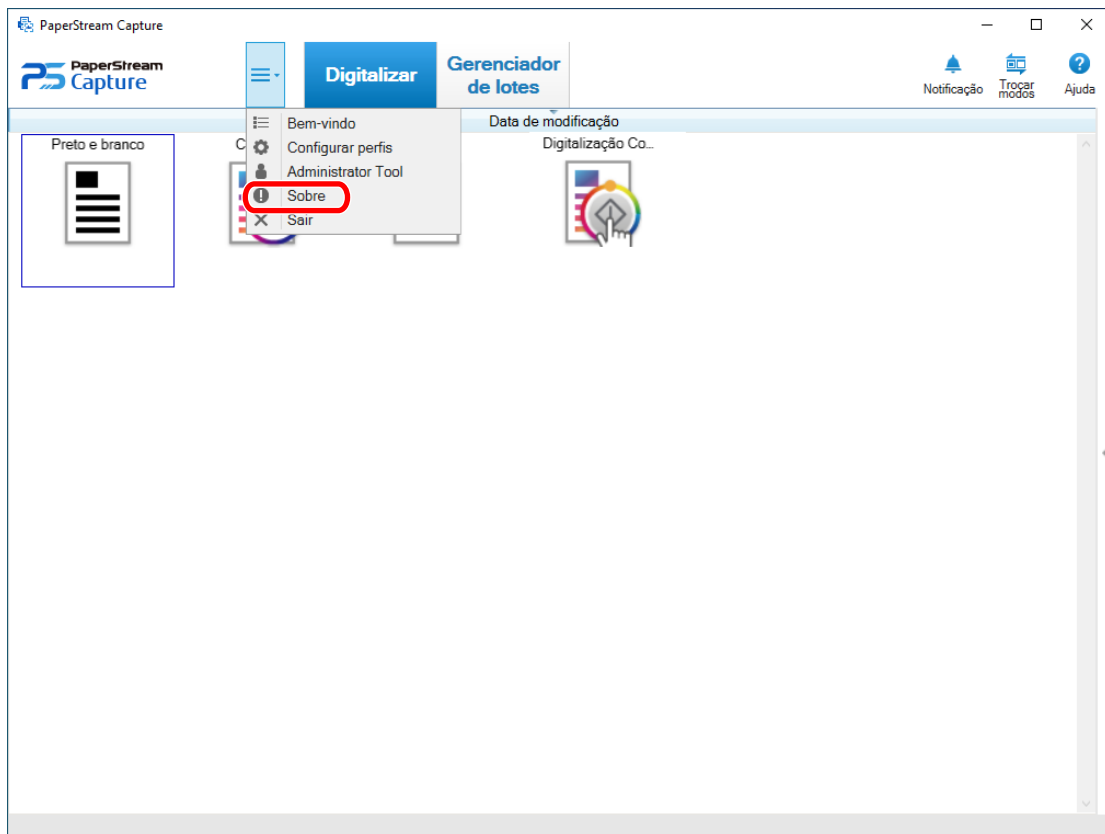 PaperStream Capture
PaperStream
Capture
Digitalizar
Gerenciador
de lotes
Notificação
Trocar
modos
Ajuda
Data de modificação
Bem-vindo
Configurar perfis
Administrator Tool
Sobre
Sair
Preto e branco
C
Digitalização Co...